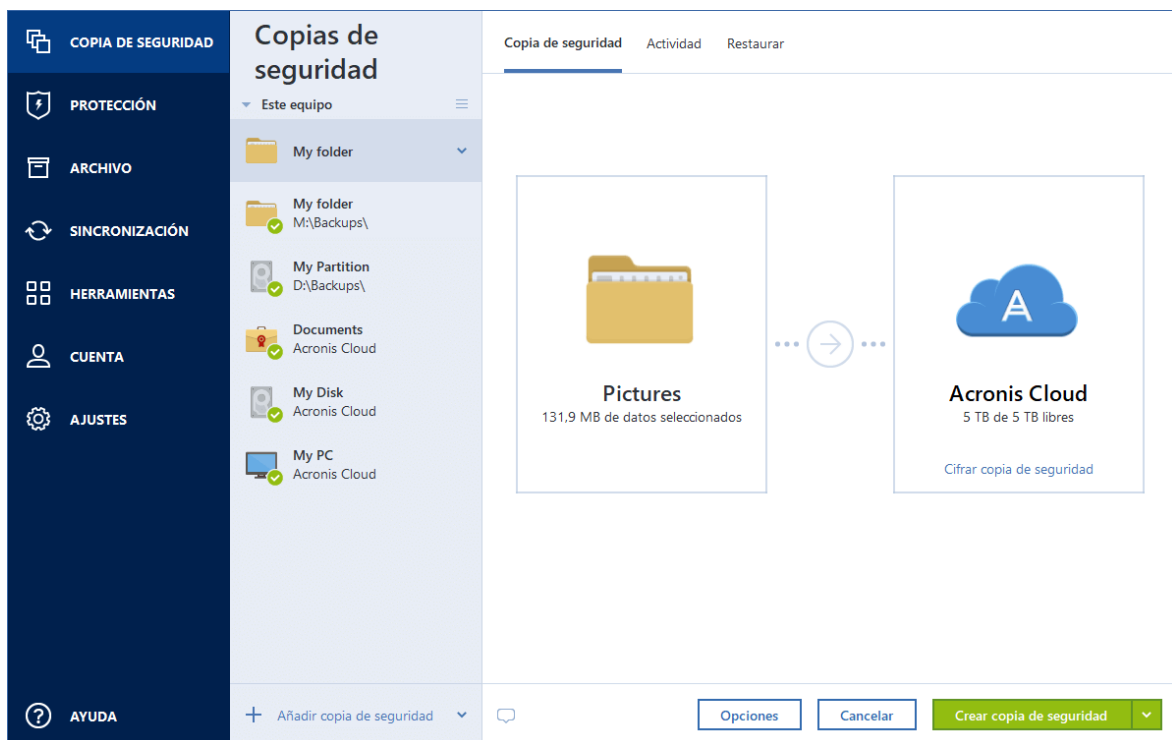 COPIA DE SEGURIDAD
PROTECCIÓN
ARCHIVO
SINCRONIZACIÓN
HERRAMIENTAS
CUENTA
AJUSTES
AYUDA
Copias de
seguridad
Este equipo
My folder
My folder
M:\Backups\
My Partition
D:\Backups\
Documents
Acronis Cloud
My Disk
Acronis Cloud
My PC
Acronis Cloud
Añadir copia de seguridad
Copia de seguridad Actividad Restaurar
Pictures
131,9 MB de datos seleccionados
A
Acronis Cloud
5 TB de 5 TB libres
Cifrar copia de seguridad
Opciones Cancelar Crear copia de seguridad